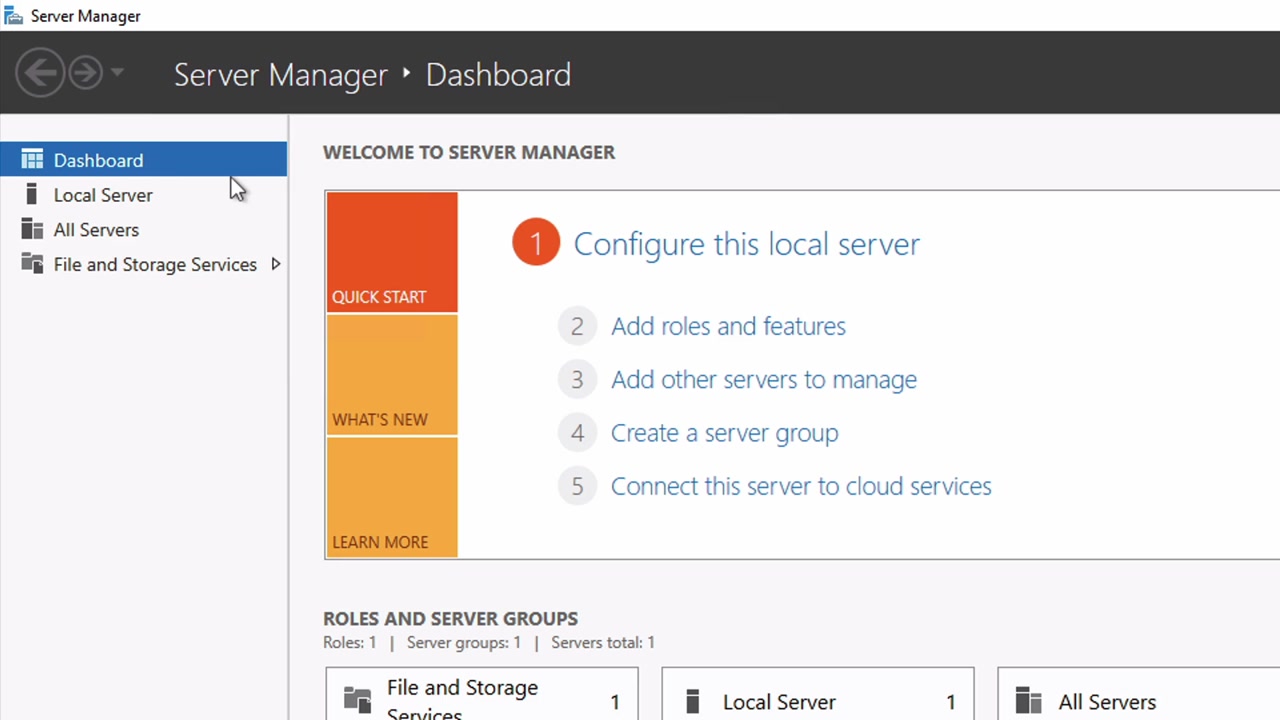 Server Manager
Server Manager ‣ Dashboard
Dashboard
Local Server
All Servers
File and Storage Services
WELCOME TO SERVER MANAGER
QUICK START
WHAT'S NEW
LEARN MORE
1 Configure this local server
2 Add roles and features
3 Add other servers to manage
4 Create a server group
5 Connect this server to cloud services
ROLES AND SERVER GROUPS
Roles: 1 | Server groups: 1 | Servers total: 1
File and Storage
Services 1
Local Server 1
All Servers